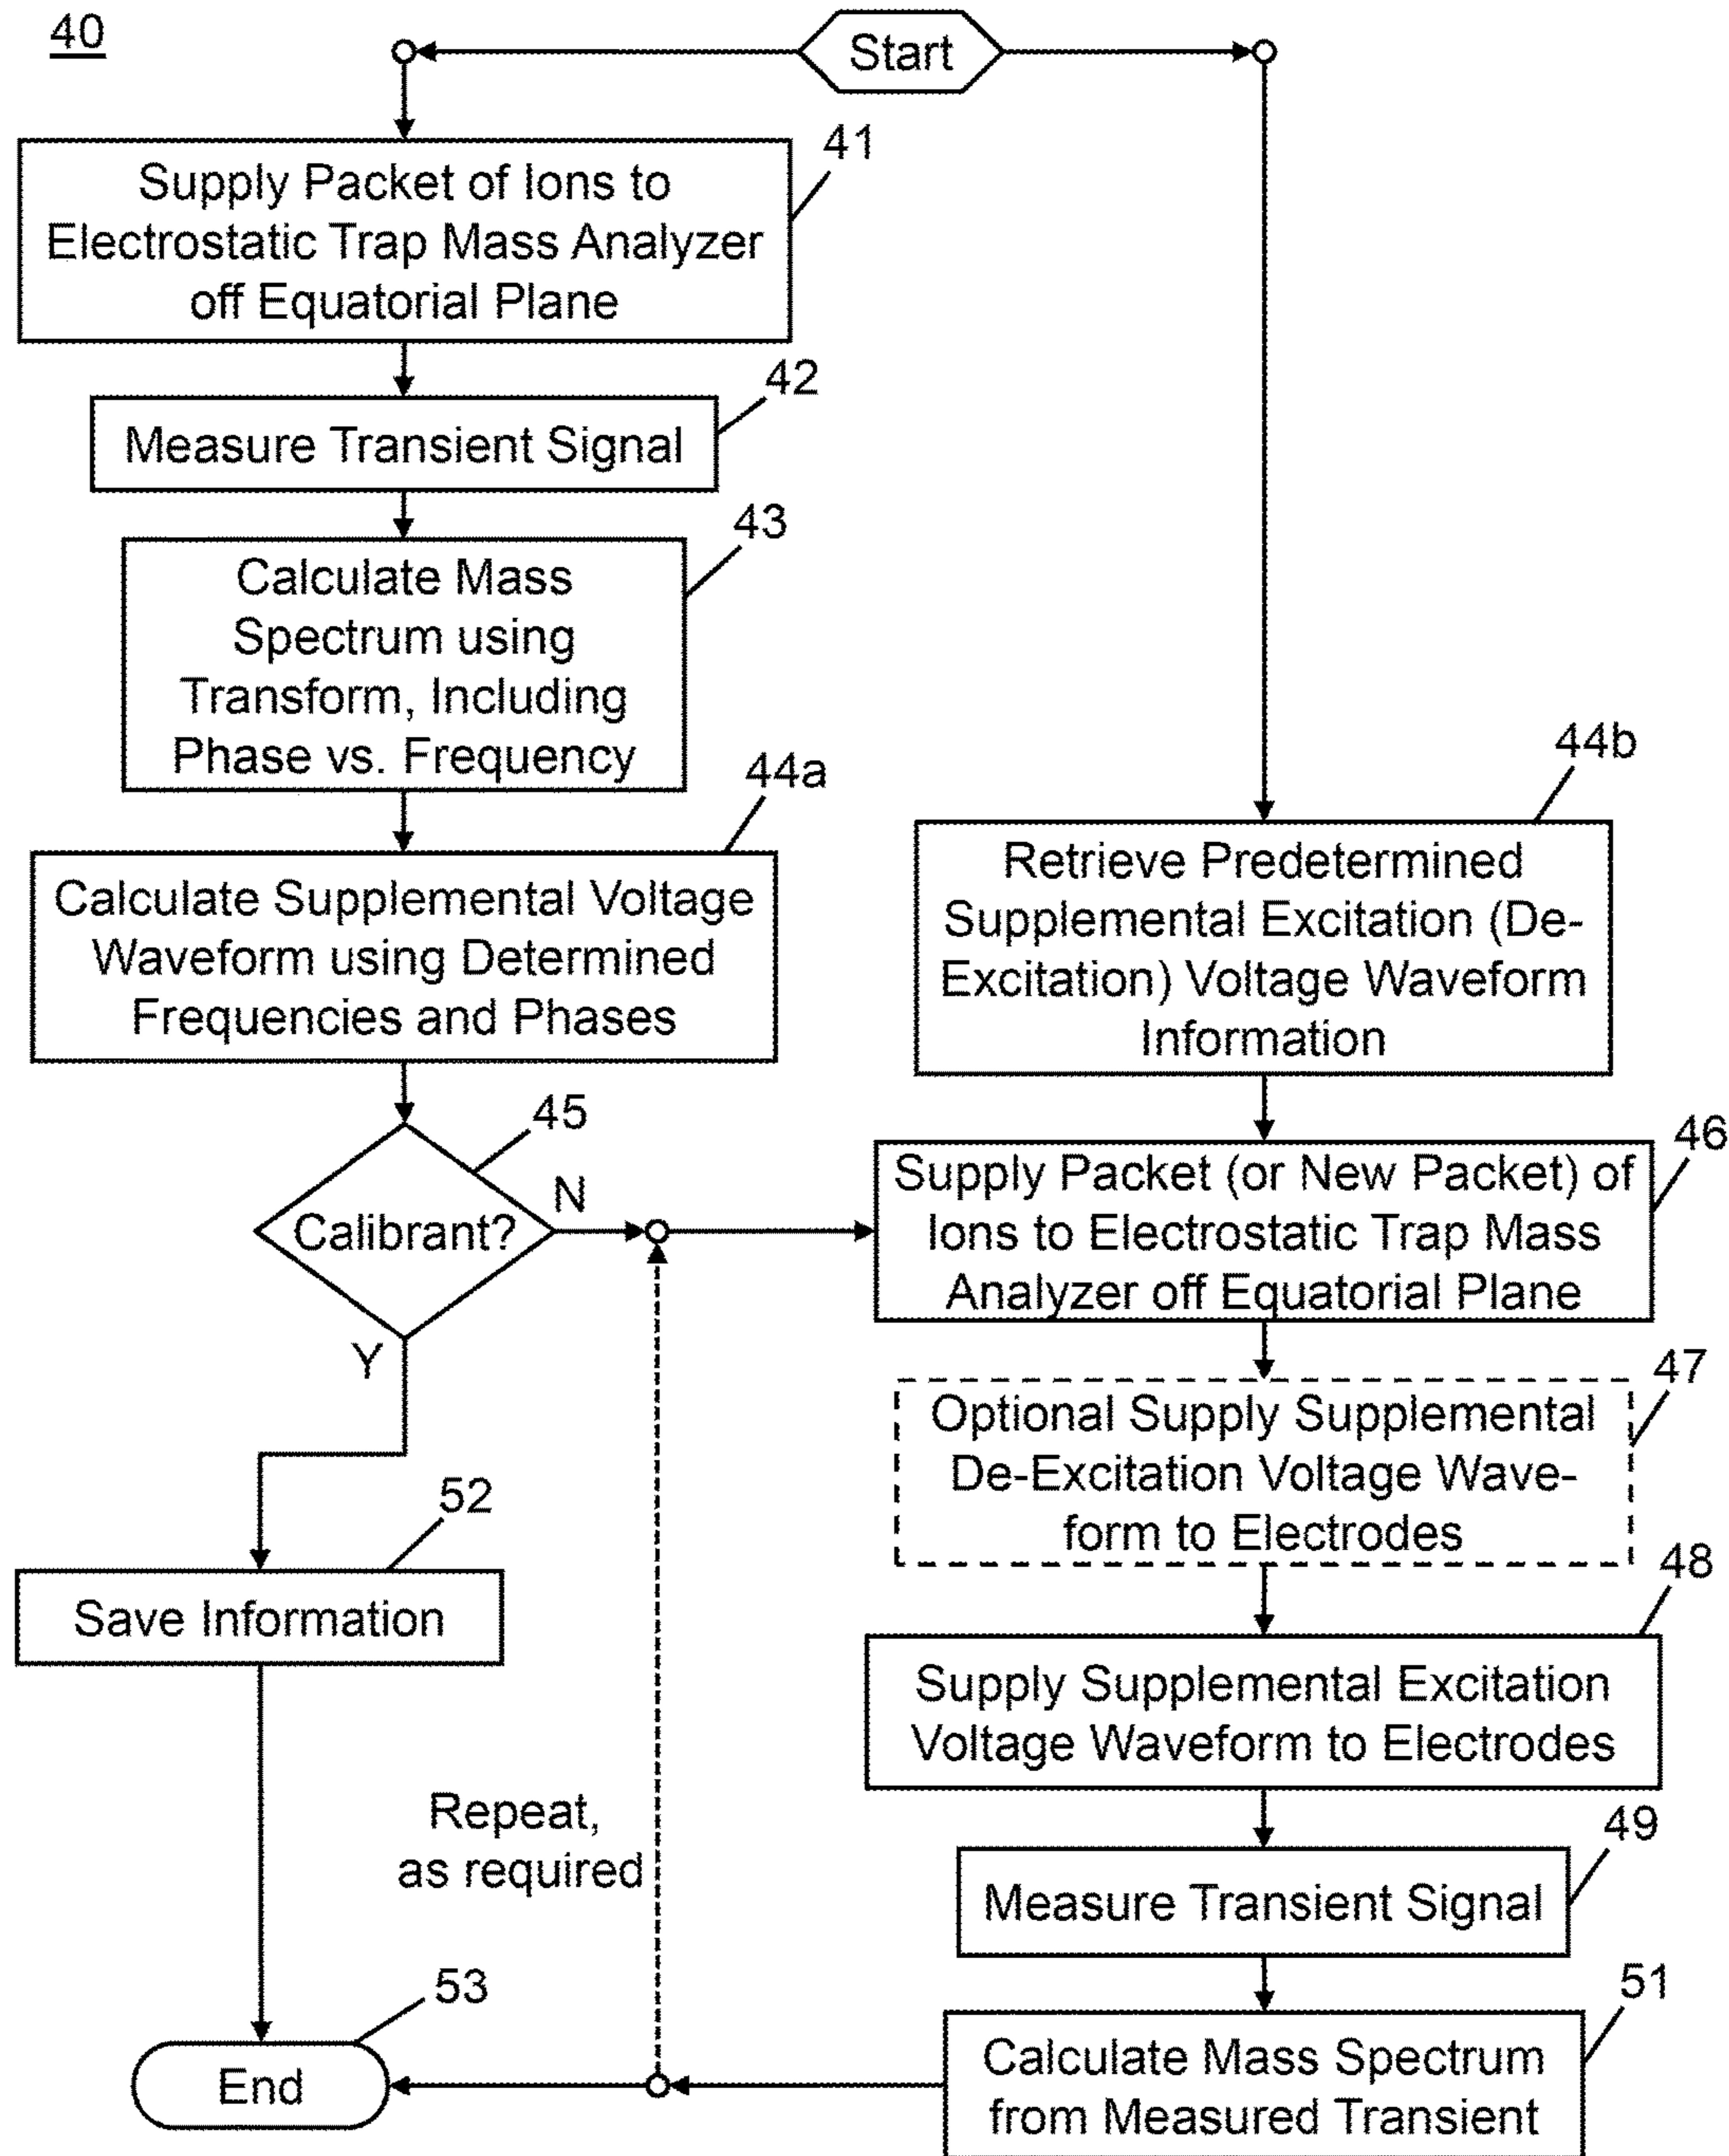 40
Start
41
Supply Packet of Ions to
Electrostatic Trap Mass Analyzer
off Equatorial Plane
42
Measure Transient Signal
43
Calculate Mass
Spectrum using
Transform, Including
Phase vs. Frequency
44a
Calculate Supplemental Voltage
Waveform using Determined
Frequencies and Phases
45
Calibrant?
N
Y
52
Save Information
Repeat,
as required
53
End
44b
Retrieve Predetermined
Supplemental Excitation (De-
Excitation) Voltage Waveform
Information
46
Supply Packet (or New Packet) of
Ions to Electrostatic Trap Mass
Analyzer off Equatorial Plane
47
Optional Supply Supplemental
De-Excitation Voltage Wave-
form to Electrodes
48
Supply Supplemental Excitation
Voltage Waveform to Electrodes
49
Measure Transient Signal
51
Calculate Mass Spectrum
from Measured Transient